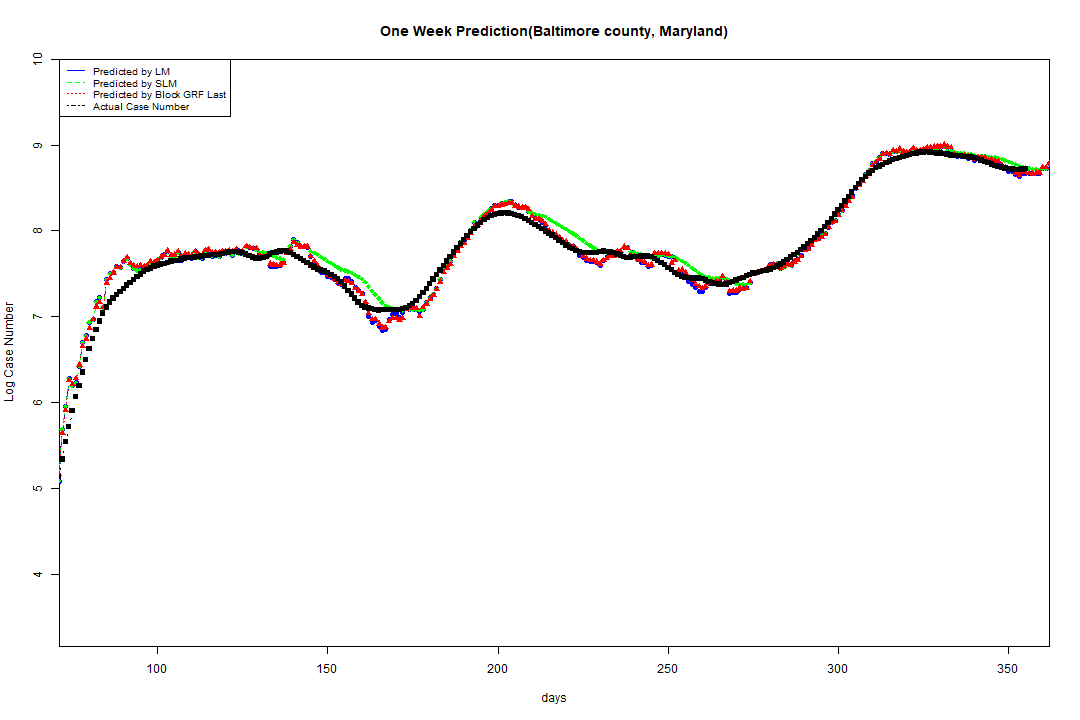 One Week Prediction(Baltimore county, Maryland)
Predicted by LM
Predicted by SLM
Predicted by Block GRF Last
Actual Case Number
10
9
8
7
6
5
4
Log Case Number
100 150 200 250 300 350
days